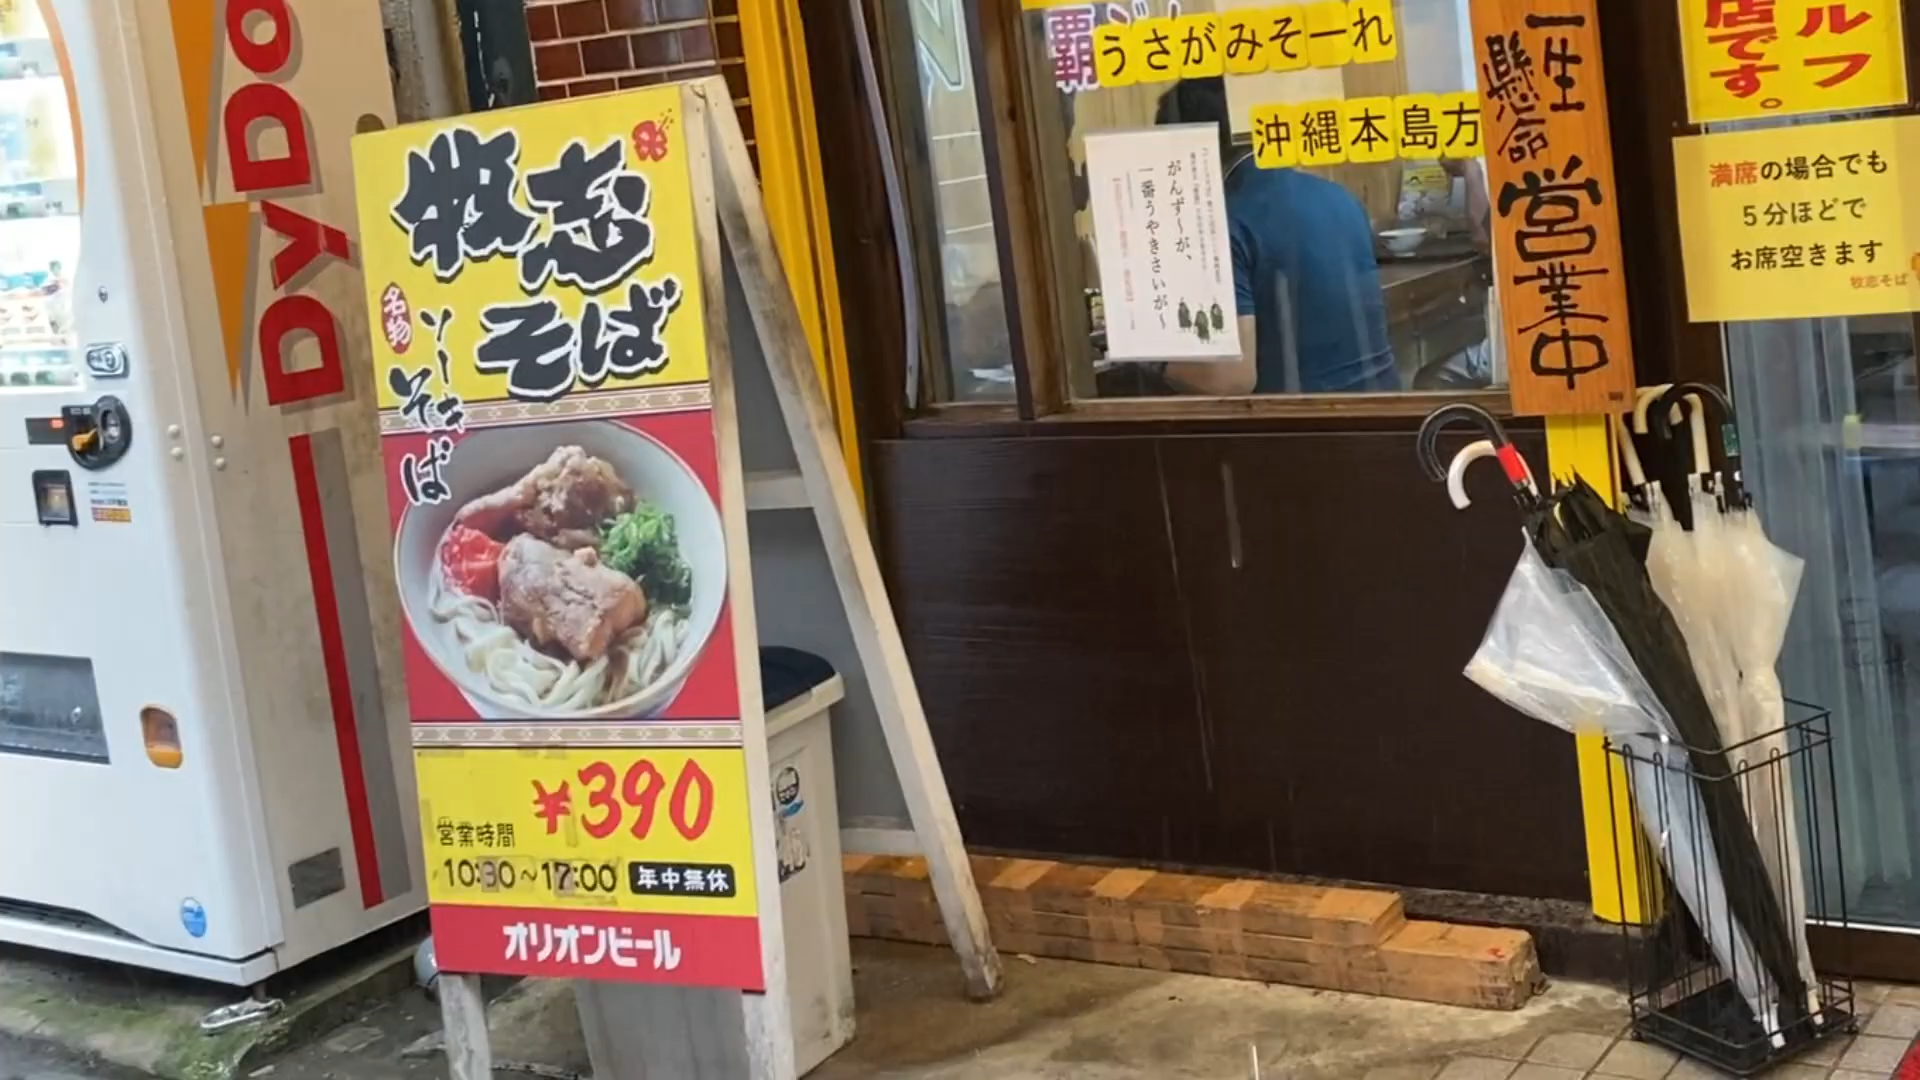 DyDo
牧志
そば
名物
ソーキ
そば
¥390
営業時間
10:30～17:00
年中無休
オリオンビール
覇
うさがみそーれ
沖縄本島方
がんず～が、
一番うやきさいが～
一生
懸命
営業中
ルフ
店です。
満席の場合でも
5分ほどで
お席空きます
牧志そば